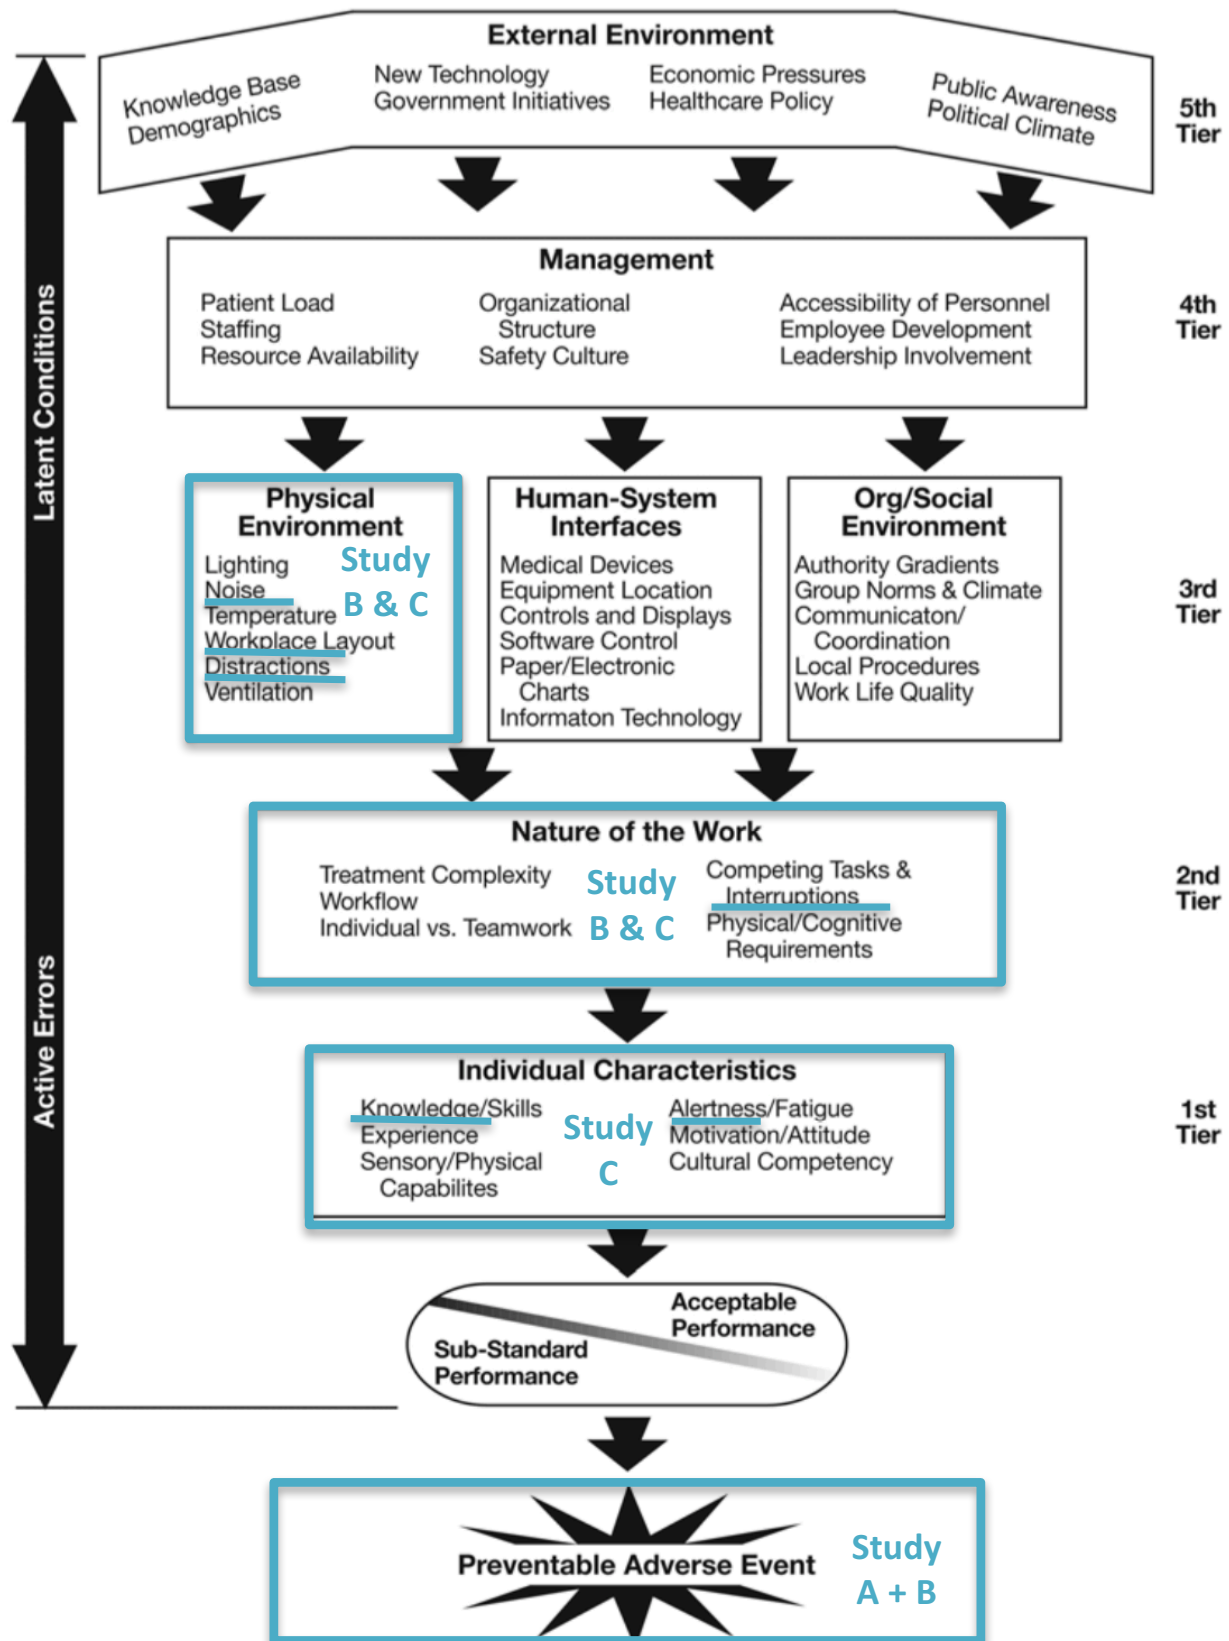 External Environment
Knowledge Base
Demographics
New Technology
Government Initiatives
Economic Pressures
Healthcare Policy
Public Awareness
Political Climate
5th
Tier
Management
Patient Load
Staffing
Resource Availability
Organizational
Structure
Safety Culture
Accessibility of Personnel
Employee Development
Leadership Involvement
4th
Tier
Latent Conditions
Physical
Environment
Lighting
Noise
Temperature
Workplace Layout
Distractions
Ventilation
Study
B & C
Human-System
Interfaces
Medical Devices
Equipment Location
Controls and Displays
Software Control
Paper/Electronic
Charts
Informaton Technology
Org/Social
Environment
Authority Gradients
Group Norms & Climate
Communicaton/
Coordination
Local Procedures
Work Life Quality
3rd
Tier
Nature of the Work
Treatment Complexity
Workflow
Individual vs. Teamwork
Study
B & C
Competing Tasks &
Interruptions
Physical/Cognitive
Requirements
2nd
Tier
Active Errors
Individual Characteristics
Knowledge/Skills
Experience
Sensory/Physical
Capabilites
Study
C
Alertness/Fatigue
Motivation/Attitude
Cultural Competency
1st
Tier
Acceptable
Performance
Sub-Standard
Performance
Preventable Adverse Event
Study
A + B